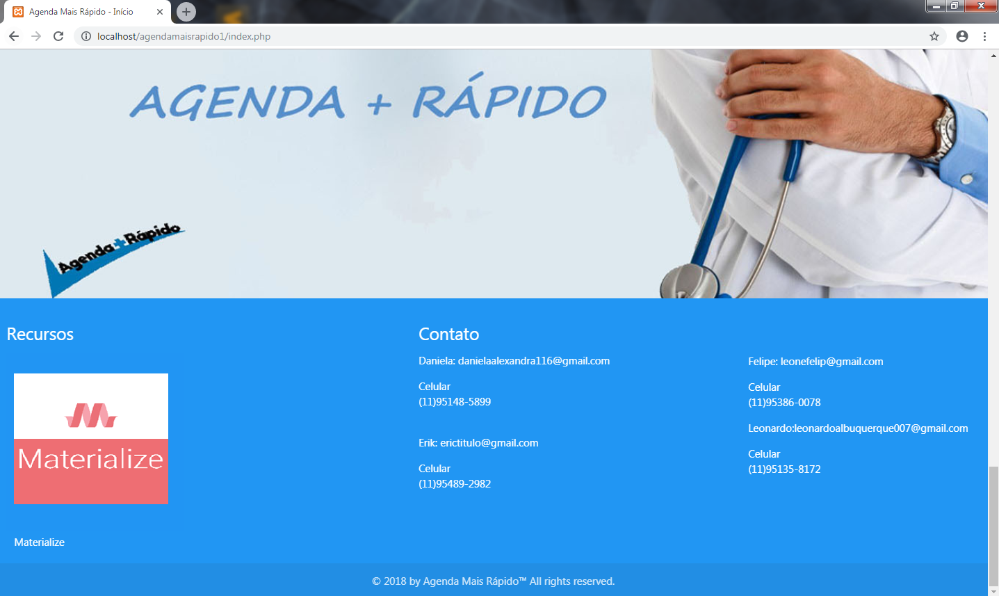 Agenda Mais Rápido - Início
localhost/agendamaisrapido1/index.php
AGENDA + RÁPIDO
Agenda+Rápido
Recursos
Materialize
Materialize
Contato
Daniela: danielaalexandra116@gmail.com
Celular
(11)95148-5899
Erik: erictitulo@gmail.com
Celular
(11)95489-2982
Felipe: leonefelip@gmail.com
Celular
(11)95386-0078
Leonardo:leonardoalbuquerque007@gmail.com
Celular
(11)95135-8172
© 2018 by Agenda Mais Rápido™ All rights reserved.